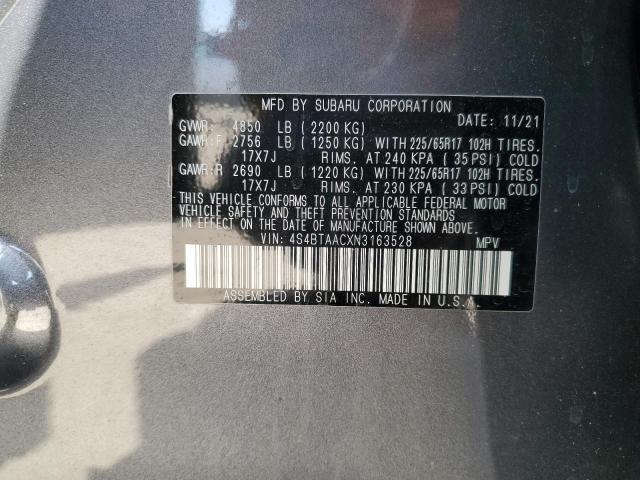 MFD BY SUBARU CORPORATION
DATE: 11/21
GVWR: 4850 LB ( 2200 KG)
GAWR:F 2756 LB ( 1250 KG) WITH 225/65R17 102H TIRES.
17X7J RIMS. AT 240 KPA ( 35 PSI) COLD
GAWR:R 2690 LB ( 1220 KG) WITH 225/65R17 102H TIRES.
17X7J RIMS. AT 230 KPA ( 33 PSI) COLD
THIS VEHICLE CONFORMS TO ALL APPLICABLE FEDERAL MOTOR
VEHICLE SAFETY AND THEFT PREVENTION STANDARDS
IN EFFECT ON THE DATE OF MANUFACTURE SHOWN ABOVE.
VIN: 4S4BTAACXN3163528 MPV
ASSEMBLED BY SIA INC. MADE IN U.S.A.